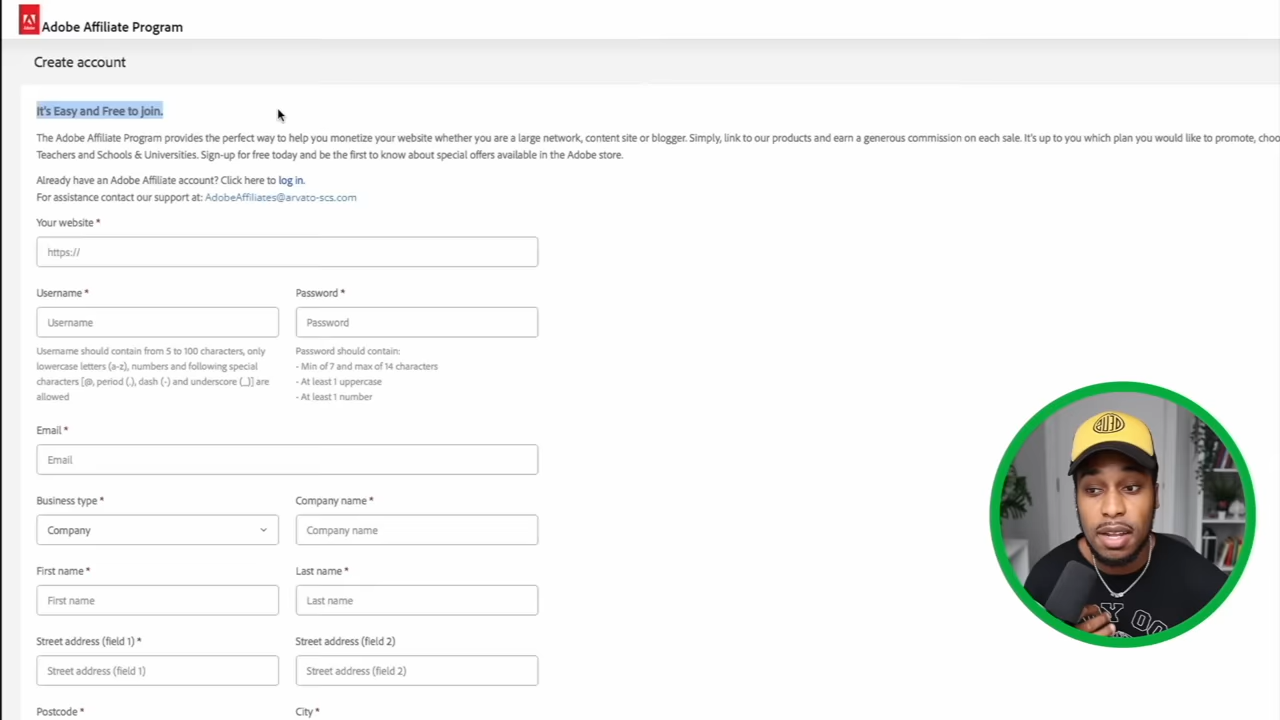 Adobe Affiliate Program
Create account
It's Easy and Free to join.
The Adobe Affiliate Program provides the perfect way to help you monetize your website whether you are a large network, content site or blogger. Simply, link to our products and earn a generous commission on each sale. It's up to you which plan you would like to promote, choo
Teachers and Schools & Universities. Sign-up for free today and be the first to know about special offers available in the Adobe store.
Already have an Adobe Affiliate account? Click here to log in.
For assistance contact our support at: AdobeAffiliates@arvato-scs.com
Your website *
https://
Username * Password *
Username Password
Username should contain from 5 to 100 characters, only
lowercase letters (a-z), numbers and following special
characters [@, period (.), dash (-) and underscore (_)] are
allowed
Password should contain:
- Min of 7 and max of 14 characters
- At least 1 uppercase
- At least 1 number
Email *
Email
Business type * Company name *
Company Company name
First name * Last name *
First name Last name
Street address (field 1) * Street address (field 2)
Street address (field 1) Street address (field 2)
Postcode * City *